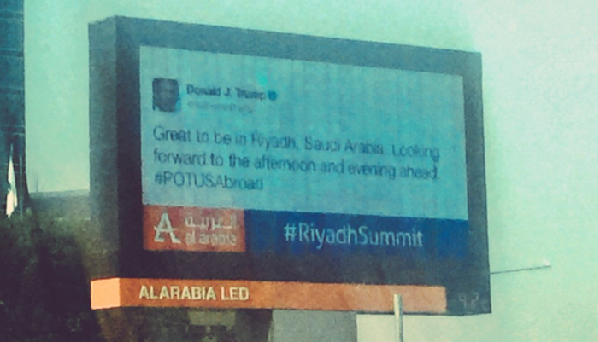 Donald J. Trump
Great to be in Riyadh, Saudi Arabia. Looking
forward to the afternoon and evening ahead.
#POTUSAbroad
العربية
al arabia
#RiyadhSummit
ALARABIA LED